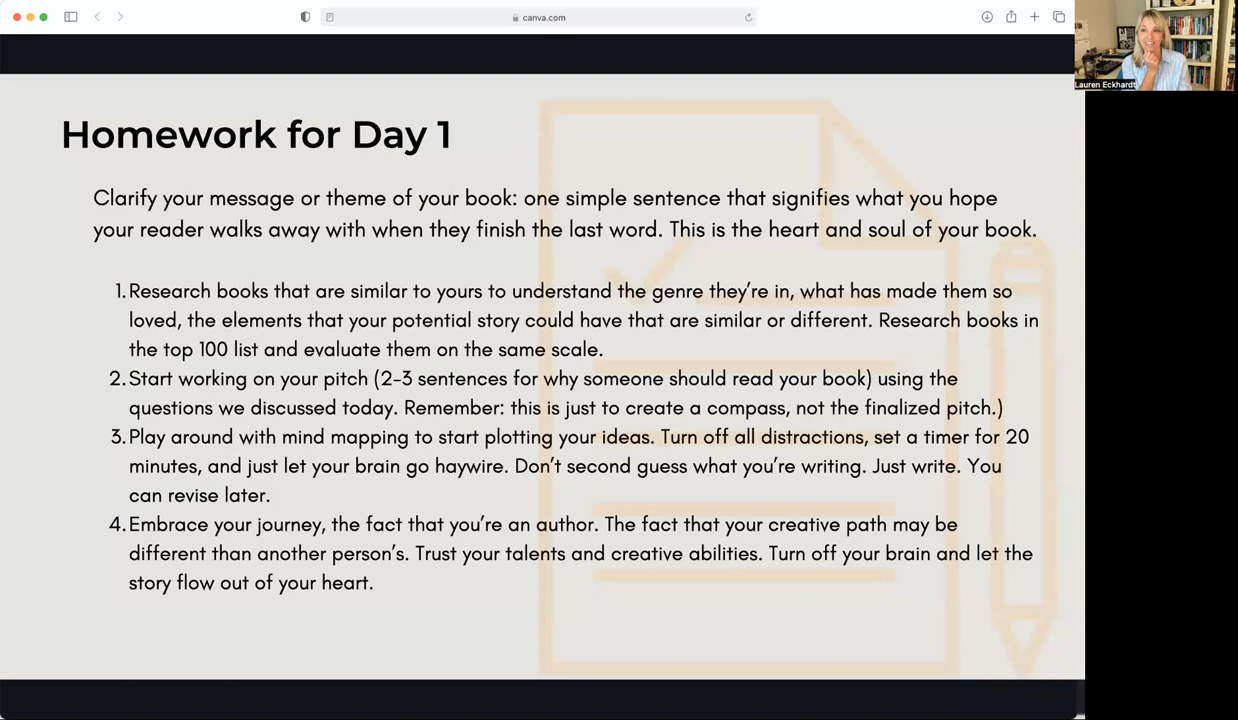 canva.com
Lauren Eckhardt
Homework for Day 1
Clarify your message or theme of your book: one simple sentence that signifies what you hope
your reader walks away with when they finish the last word. This is the heart and soul of your book.
1. Research books that are similar to yours to understand the genre they're in, what has made them so
loved, the elements that your potential story could have that are similar or different. Research books in
the top 100 list and evaluate them on the same scale.
2. Start working on your pitch (2-3 sentences for why someone should read your book) using the
questions we discussed today. Remember: this is just to create a compass, not the finalized pitch.)
3. Play around with mind mapping to start plotting your ideas. Turn off all distractions, set a timer for 20
minutes, and just let your brain go haywire. Don't second guess what you're writing. Just write. You
can revise later.
4. Embrace your journey, the fact that you're an author. The fact that your creative path may be
different than another person's. Trust your talents and creative abilities. Turn off your brain and let the
story flow out of your heart.